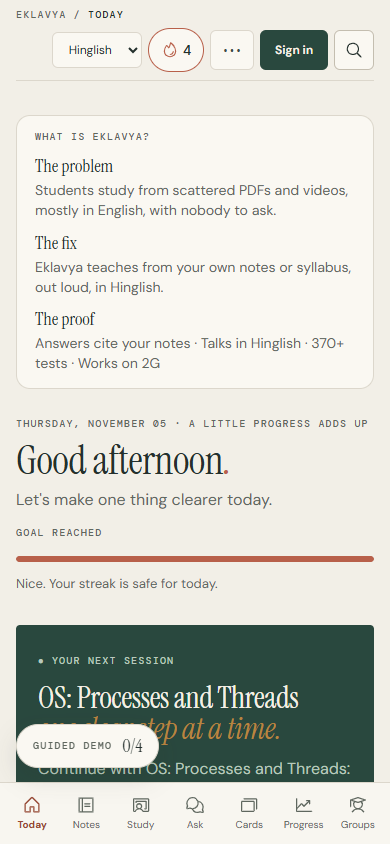 EKLAVYA / TODAY
Hinglish
4
Sign in
WHAT IS EKLAVYA?
The problem
Students study from scattered PDFs and videos,
mostly in English, with nobody to ask.
The fix
Eklavya teaches from your own notes or syllabus,
out loud, in Hinglish.
The proof
Answers cite your notes · Talks in Hinglish · 370+
tests · Works on 2G
THURSDAY, NOVEMBER 05 · A LITTLE PROGRESS ADDS UP
Good afternoon.
Let's make one thing clearer today.
GOAL REACHED
Nice. Your streak is safe for today.
YOUR NEXT SESSION
OS: Processes and Threads
step at a time.
GUIDED DEMO 0/4
Continue with OS: Processes and Threads:
Today
Notes
Study
Ask
Cards
Progress
Groups